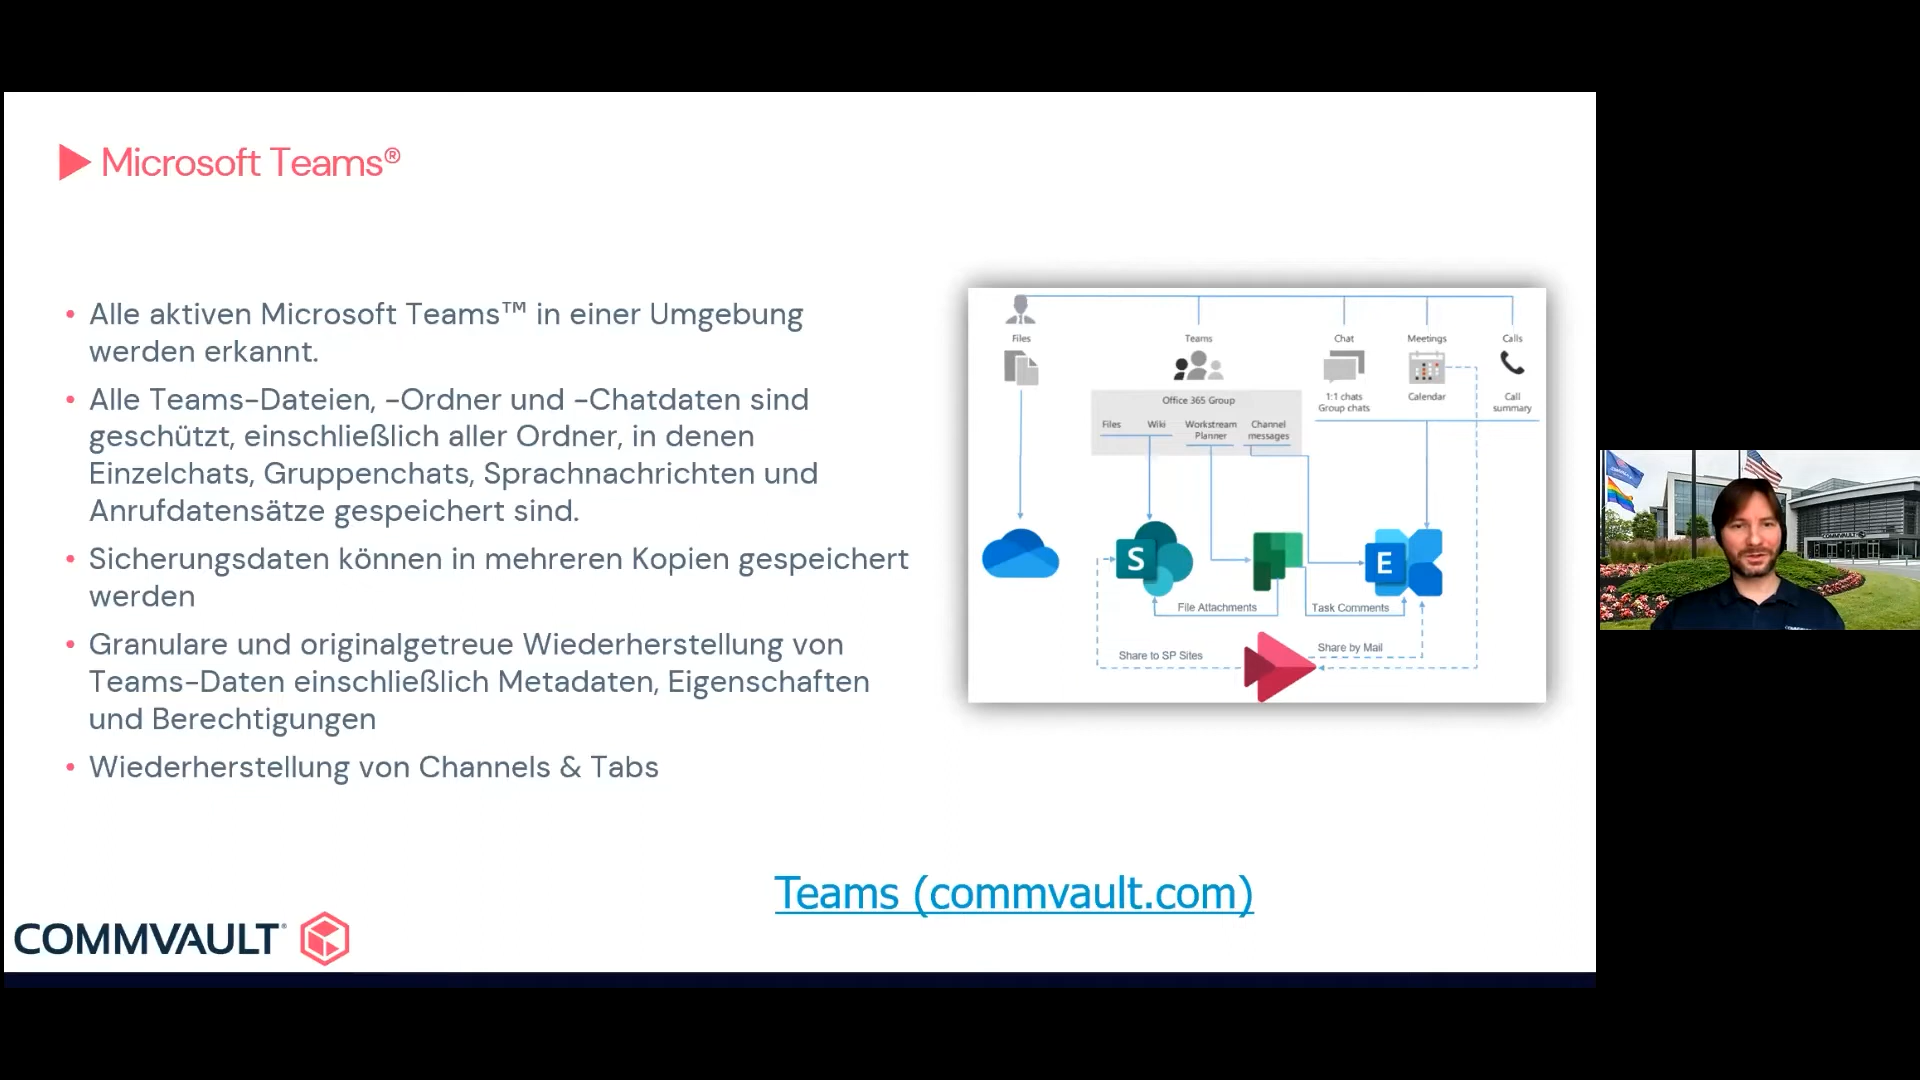 Microsoft Teams®
• Alle aktiven Microsoft Teams™ in einer Umgebung
werden erkannt.
• Alle Teams-Dateien, -Ordner und -Chatdaten sind
geschützt, einschließlich aller Ordner, in denen
Einzelchats, Gruppenchats, Sprachnachrichten und
Anrufdatensätze gespeichert sind.
• Sicherungsdaten können in mehreren Kopien gespeichert
werden
• Granulare und originalgetreue Wiederherstellung von
Teams-Daten einschließlich Metadaten, Eigenschaften
und Berechtigungen
• Wiederherstellung von Channels & Tabs
Files
Teams
Chat
Meetings
Calls
1:1 chats
Group chats
Calendar
Call
summary
Office 365 Group
Files
Wiki
Workstream
Planner
Channel
messages
S
E
File Attachments
Task Comments
Share to SP Sites
Share by Mail
Teams (commvault.com)
COMMVAULT®
COMMVAULT